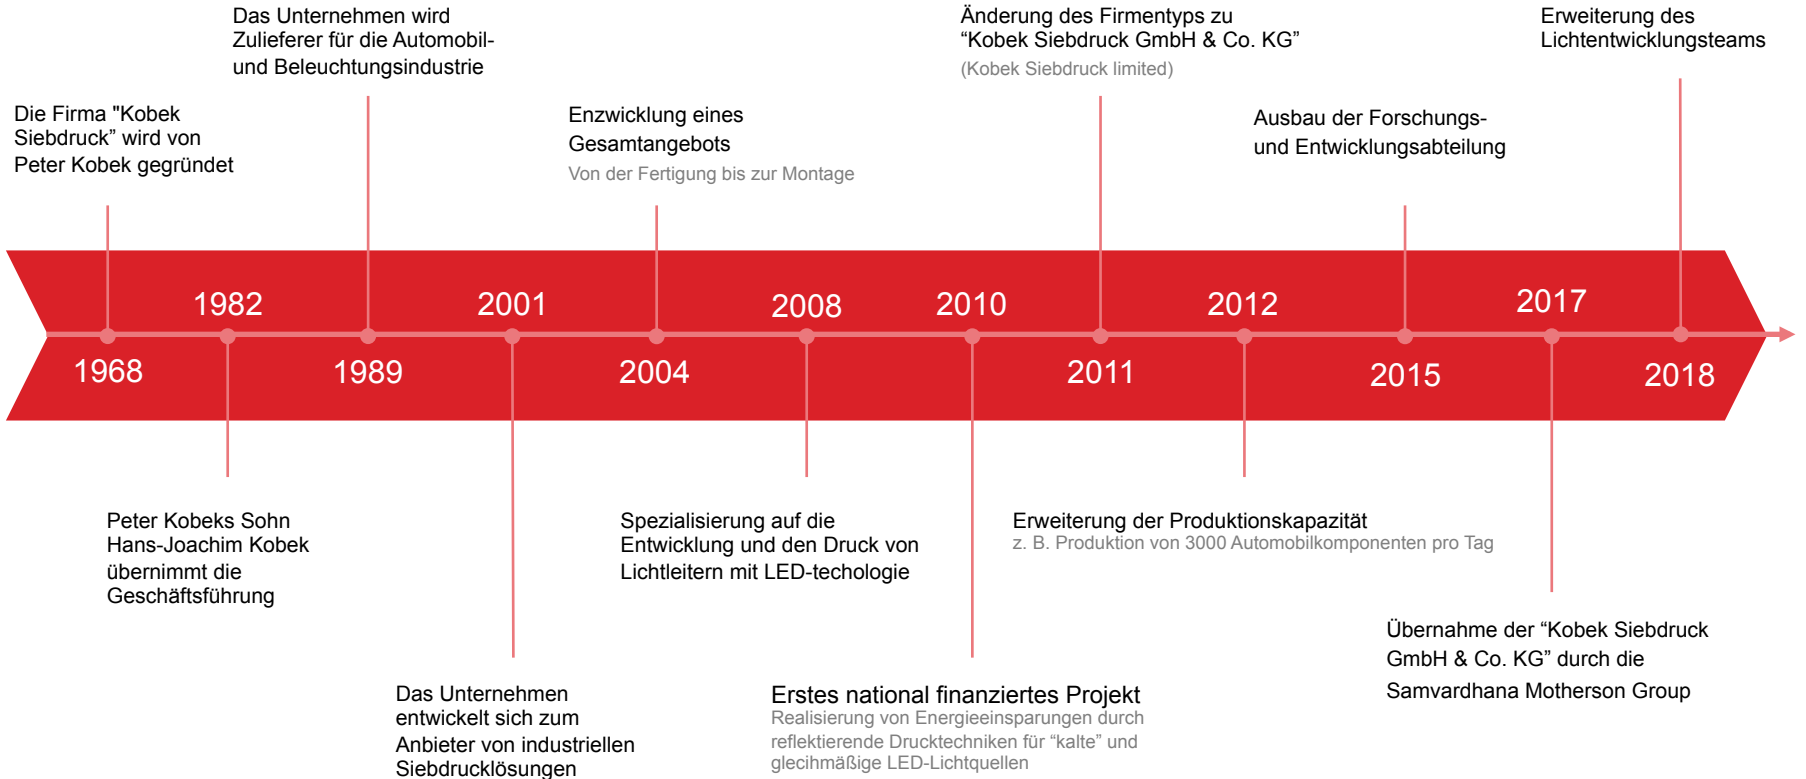 Das Unternehmen wird
Zulieferer für die Automobil-
und Beleuchtungsindustrie
Änderung des Firmentyps zu
“Kobek Siebdruck GmbH & Co. KG”
(Kobek Siebdruck limited)
Erweiterung des
Lichtentwicklungsteams
Die Firma "Kobek
Siebdruck” wird von
Peter Kobek gegründet
Enzwicklung eines
Gesamtangebots
Von der Fertigung bis zur Montage
Ausbau der Forschungs-
und Entwicklungsabteilung
1982
2001
2008
2010
2012
2017
1968
1989
2004
2011
2015
2018
Peter Kobeks Sohn
Hans-Joachim Kobek
übernimmt die
Geschäftsführung
Spezialisierung auf die
Entwicklung und den Druck von
Lichtleitern mit LED-techologie
Erweiterung der Produktionskapazität
z. B. Produktion von 3000 Automobilkomponenten pro Tag
Übernahme der “Kobek Siebdruck
GmbH & Co. KG” durch die
Samvardhana Motherson Group
Das Unternehmen
entwickelt sich zum
Anbieter von industriellen
Siebdrucklösungen
Erstes national finanziertes Projekt
Realisierung von Energieeinsparungen durch
reflektierende Drucktechniken für “kalte” und
glecihmäßige LED-Lichtquellen